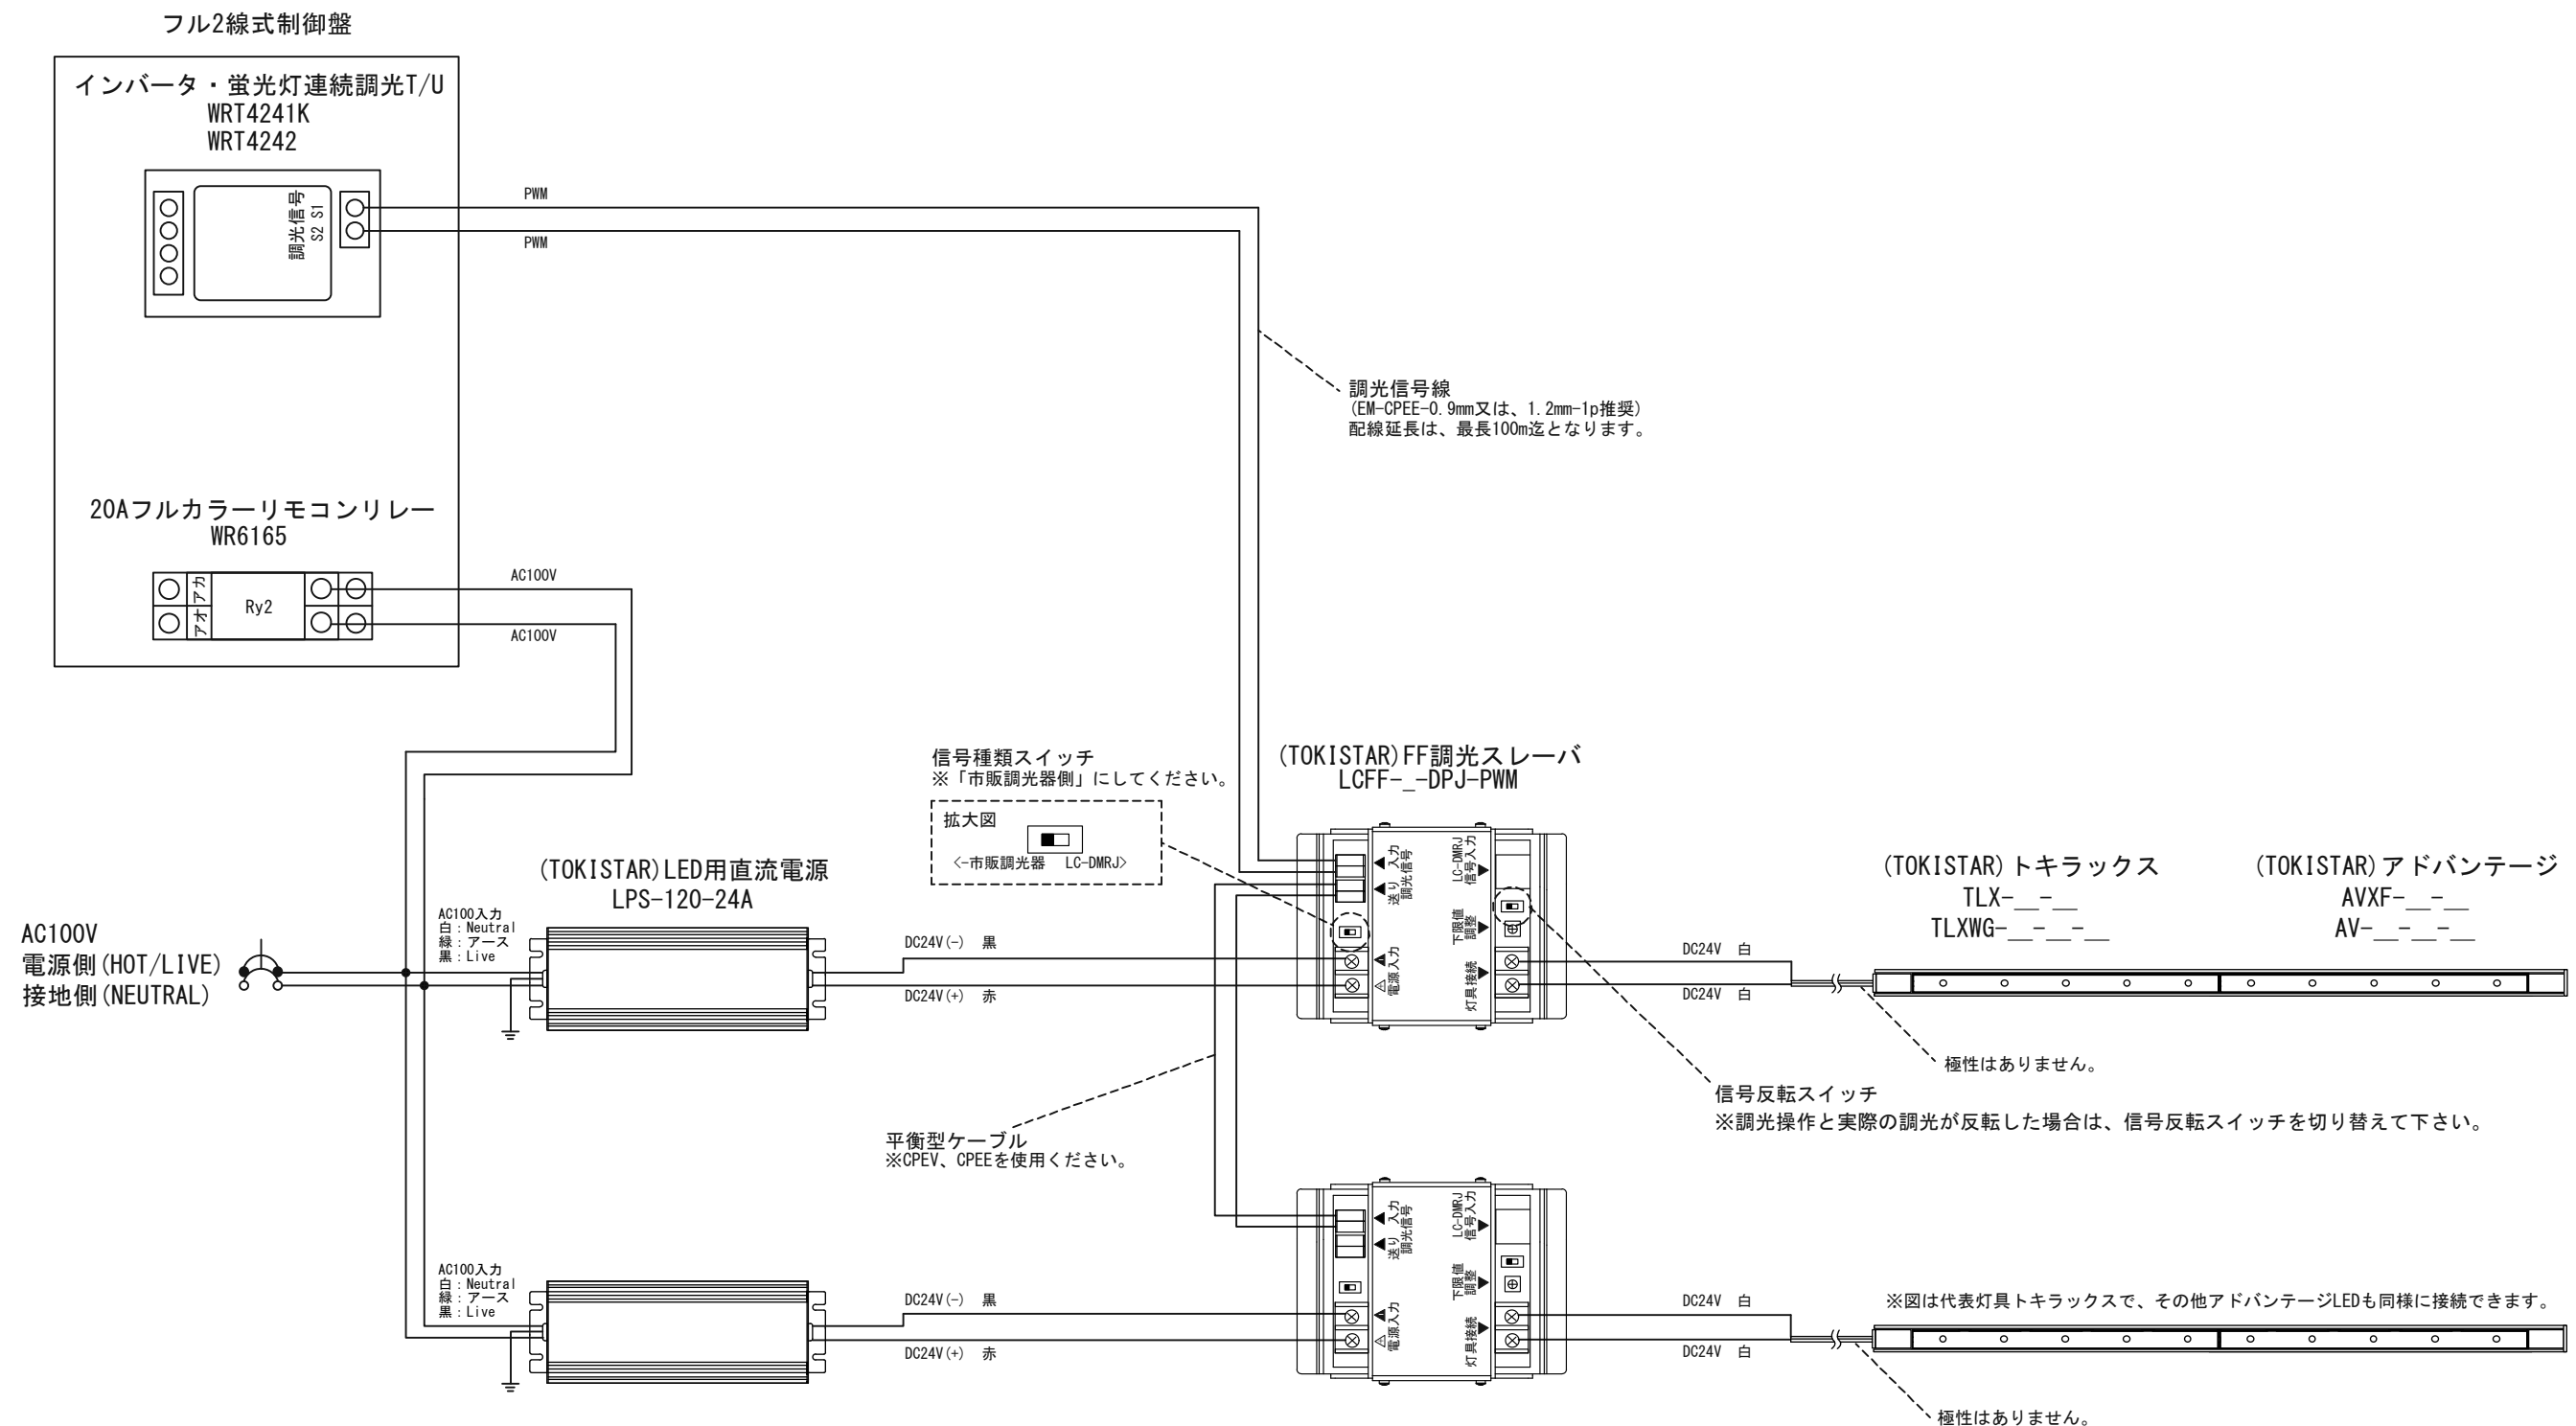 フル2線式制御盤
インバータ・蛍光灯連続調光T/U
WRT4241K
WRT4242
調光信号
S2 S1
PWM
PWM
調光信号線
(EM-CPEE-0.9mm又は、1.2mm-1p推奨)
配線延長は、最長100m迄となります。
20Aフルカラーリモコンリレー
WR6165
アカ
アオ
Ry2
AC100V
AC100V
信号種類スイッチ
※「市販調光器側」にしてください。
拡大図
<-市販調光器 LC-DMRJ>
(TOKISTAR)FF調光スレーバ
LCFF-_-DPJ-PWM
入力
送り
調光信号
LC-DMRJ
信号入力
下限値
調整
電源入力
灯具接続
(TOKISTAR)LED用直流電源
LPS-120-24A
AC100入力
白:Neutral
緑:アース
黒:Live
AC100V
電源側(HOT/LIVE)
接地側(NEUTRAL)
DC24V(-) 黒
DC24V(+) 赤
DC24V 白
DC24V 白
(TOKISTAR)トキラックス
TLX-__-__
TLXWG-__-__-__
(TOKISTAR)アドバンテージ
AVXF-__-__
AV-__-__-__
極性はありません。
信号反転スイッチ
※調光操作と実際の調光が反転した場合は、信号反転スイッチを切り替えて下さい。
平衡型ケーブル
※CPEV、CPEEを使用ください。
AC100入力
白:Neutral
緑:アース
黒:Live
DC24V(-) 黒
DC24V(+) 赤
入力
送り
調光信号
LC-DMRJ
信号入力
下限値
調整
電源入力
灯具接続
DC24V 白
DC24V 白
※図は代表灯具トキラックスで、その他アドバンテージLEDも同様に接続できます。
極性はありません。